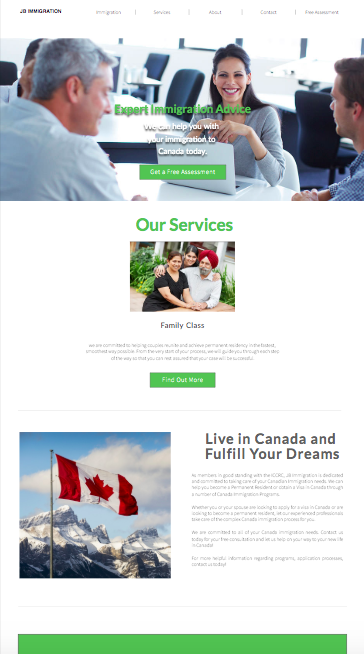 JD IMMIGRATION
Immigration | Services | About | Contact | Free Assessment
Expert Immigration Advice
We can help you with
your immigration to
Canada today.
Get a Free Assessment
Our Services
Family Class
we are committed to helping couples reunite and achieve permanent residency in the fastest,
smoothest way possible. From the very start of your process, we will guide you through each step
of the way so that you can rest assured that your case will be successful.
Find Out More
Live in Canada and
Fulfill Your Dreams
As members in good standing with the ICCRC, JB Immigration is dedicated
and committed to taking care of your Canadian immigration needs. We can
help you become a Permanent Resident or obtain a visa in Canada through
a number of Canada Immigration Programs.
Whether you or your spouse are looking to apply for a visa in Canada or are
looking to become a permanent resident, let our experienced professionals
take care of the complex Canada immigration process for you.
We are committed to all of your Canada immigration needs. Contact us
today for your free consultation and let us help you on your way to your new life
in Canada!
For more helpful information regarding programs, application processes,
contact us today!